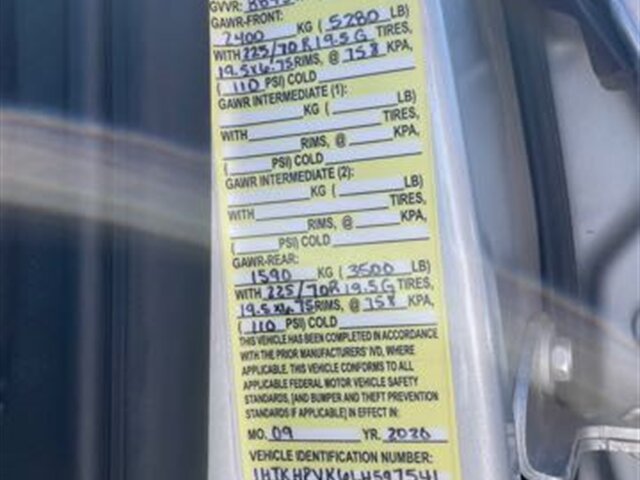 GVVR:
GAWR-FRONT:
2400 KG ( 5280 LB)
WITH 225/70R19.5G TIRES,
19.5x6.75 RIMS, @ 758 KPA,
( 110 PSI) COLD
GAWR INTERMEDIATE (1):
KG ( LB)
WITH TIRES,
RIMS, @ KPA,
( PSI) COLD
GAWR INTERMEDIATE (2):
KG ( LB)
WITH TIRES,
RIMS, @ KPA,
( PSI) COLD
GAWR-REAR:
1590 KG ( 3500 LB)
WITH 225/70R19.5G TIRES,
19.5x6.75 RIMS, @ 758 KPA,
( 110 PSI) COLD
THIS VEHICLE HAS BEEN COMPLETED IN ACCORDANCE
WITH THE PRIOR MANUFACTURERS' IVD, WHERE
APPLICABLE. THIS VEHICLE CONFORMS TO ALL
APPLICABLE FEDERAL MOTOR VEHICLE SAFETY
STANDARDS, [AND BUMPER AND THEFT PREVENTION
STANDARDS IF APPLICABLE] IN EFFECT IN:
MO. 09 YR. 2020
VEHICLE IDENTIFICATION NUMBER: